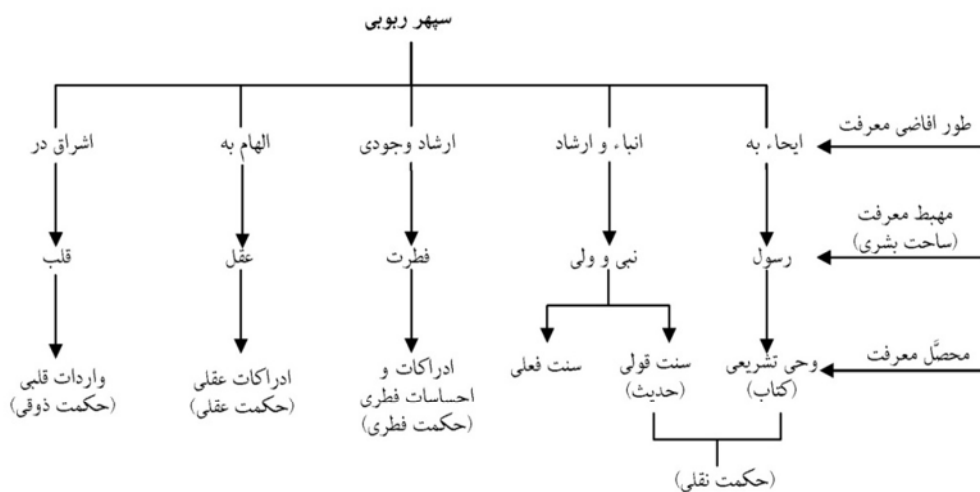 سپهر ربوبی
طور افاضی معرفت
ایحاء به
انباء و ارشاد
ارشاد وجودی
الهام به
اشراق در
مهبط معرفت
(ساحت بشری)
رسول
نبی و ولی
فطرت
عقل
قلب
محصَّل معرفت
وحی تشریعی
(کتاب)
سنت قولی
(حدیث)
سنت فعلی
ادراکات و
احساسات فطری
(حکمت فطری)
ادراکات عقلی
(حکمت عقلی)
واردات قلبی
(حکمت ذوقی)
(حکمت نقلی)